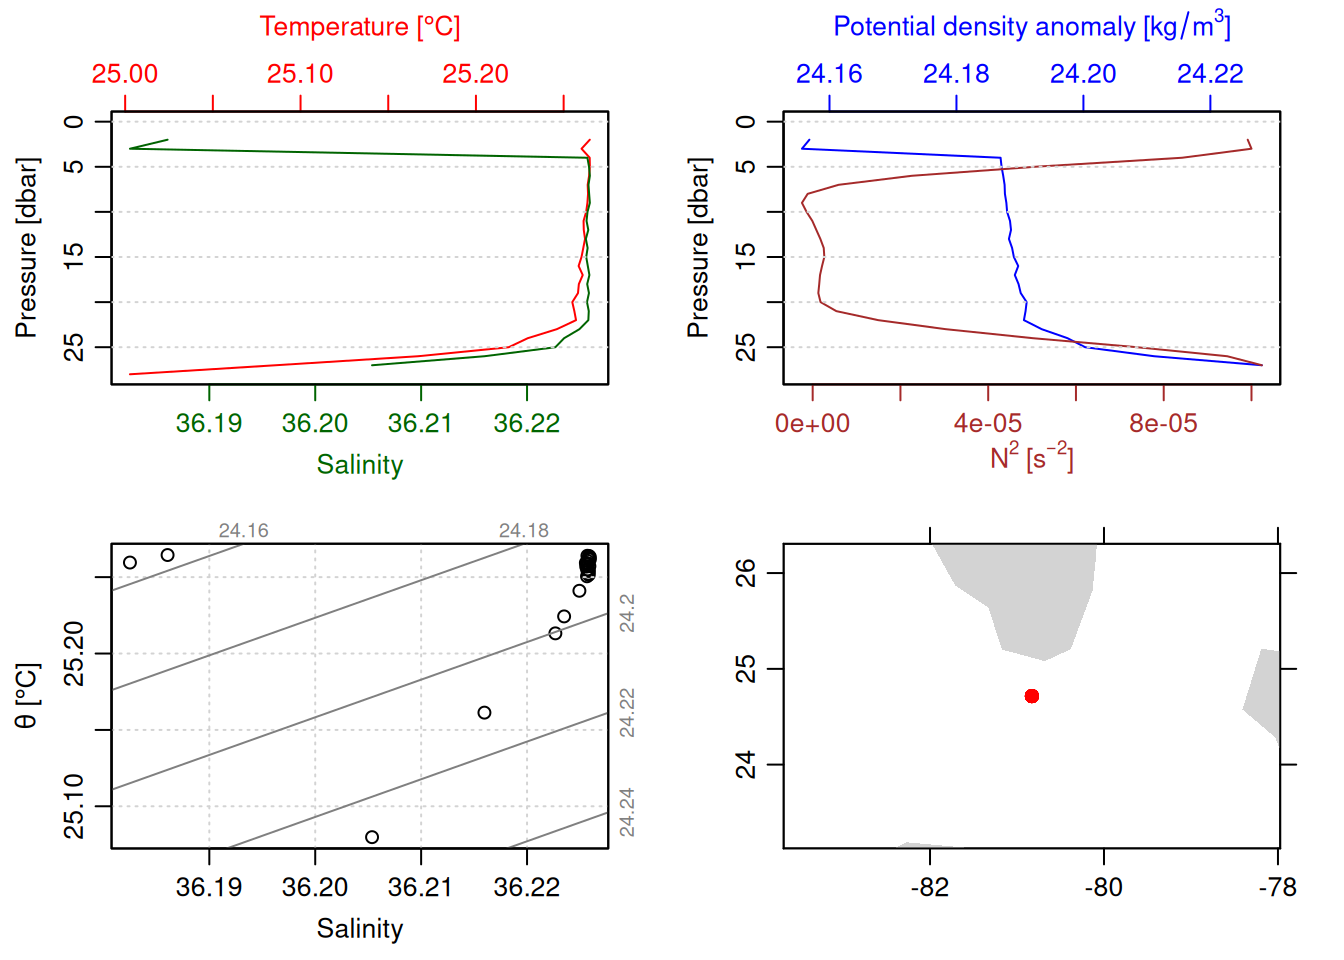 Temperature [°C]
25.00 25.10 25.20
0
5
15
25
Pressure [dbar]
36.19 36.20 36.21 36.22
Salinity
Potential density anomaly [kg/m³]
24.16 24.18 24.20 24.22
0
5
15
25
Pressure [dbar]
0e+00 4e-05 8e-05
N² [s⁻²]
24.16 24.18
24.2
24.22
24.24
25.20
25.10
θ [°C]
36.19 36.20 36.21 36.22
Salinity
26
25
24
-82 -80 -78